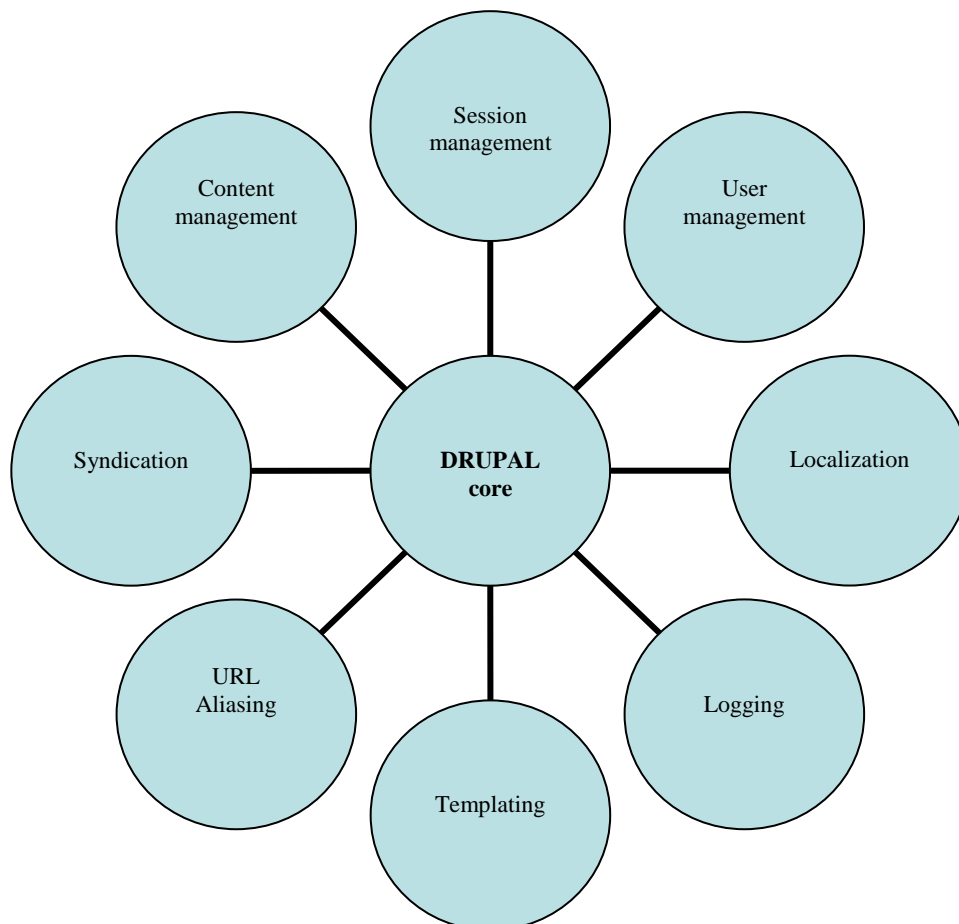 Session
management
Content
management
User
management
Syndication
DRUPAL
core
Localization
URL
Aliasing
Logging
Templating